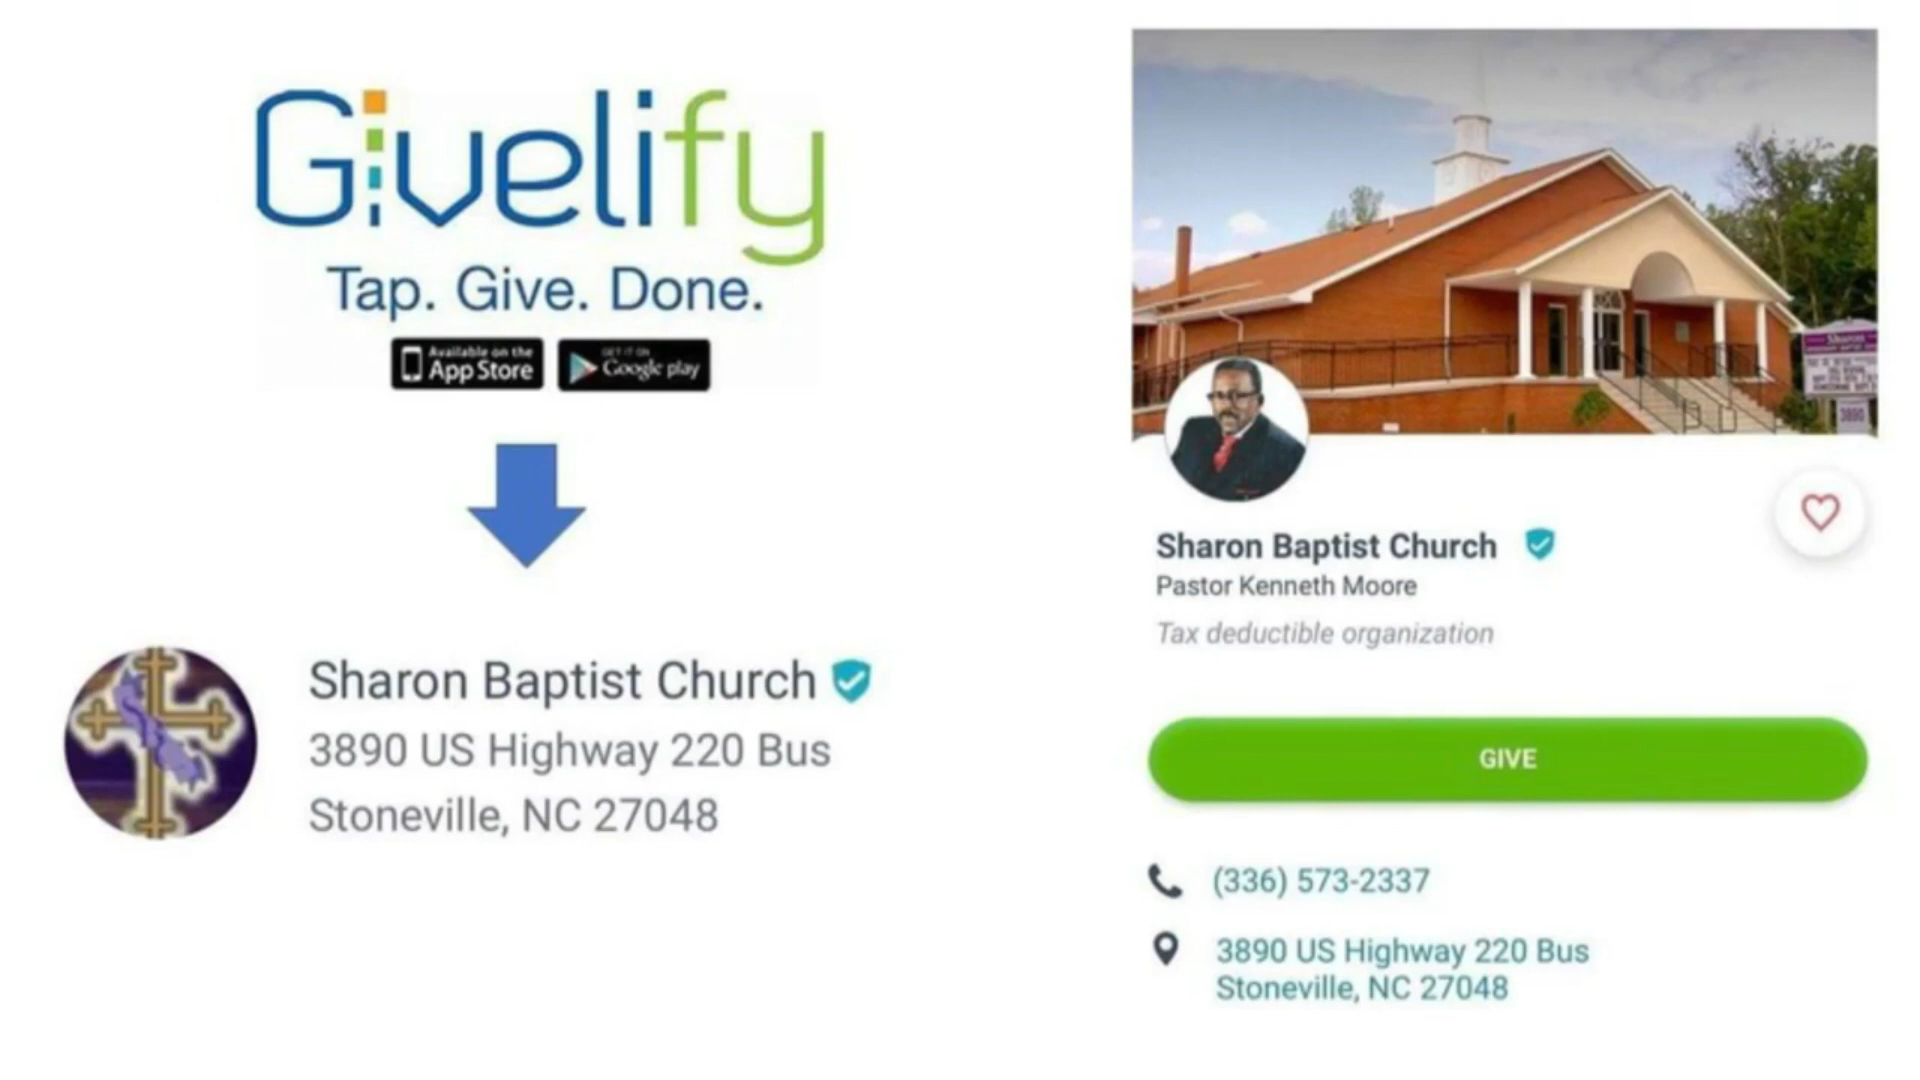 Givelify
Tap. Give. Done.
Available on the
App Store
GET IT ON
Google play
Sharon Baptist Church
3890 US Highway 220 Bus
Stoneville, NC 27048
Sharon
3890
Sharon Baptist Church
Pastor Kenneth Moore
Tax deductible organization
GIVE
(336) 573-2337
3890 US Highway 220 Bus
Stoneville, NC 27048